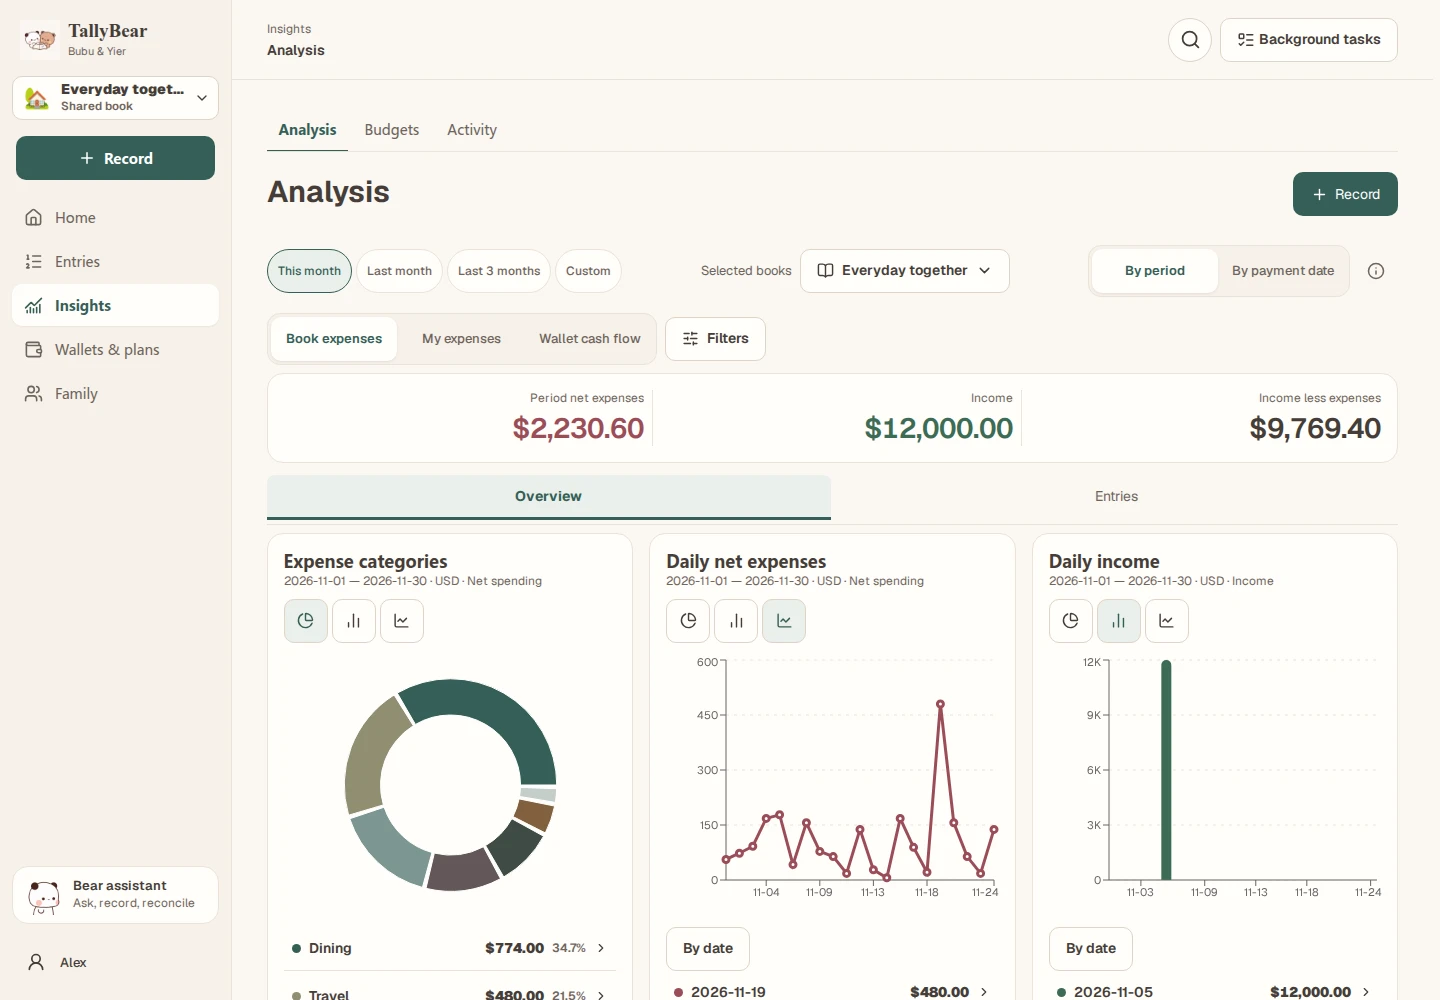 TallyBear
Bubu & Yier
Everyday toget...
Shared book
Record
Home
Entries
Insights
Wallets & plans
Family
Bear assistant
Ask, record, reconcile
Alex
Insights
Analysis
Background tasks
Analysis Budgets Activity
Analysis
Record
This month Last month Last 3 months Custom
Selected books Everyday together
By period By payment date
Book expenses My expenses Wallet cash flow Filters
Period net expenses
$2,230.60
Income
$12,000.00
Income less expenses
$9,769.40
Overview Entries
Expense categories
2026-11-01 — 2026-11-30 · USD · Net spending
Dining $774.00 34.7%
Travel $480.00 21.5%
Daily net expenses
2026-11-01 — 2026-11-30 · USD · Net spending
600
450
300
150
0
11-04 11-09 11-13 11-18 11-24
By date
2026-11-19 $480.00
Daily income
2026-11-01 — 2026-11-30 · USD · Income
12K
9K
6K
3K
0
11-03 11-09 11-13 11-18 11-24
By date
2026-11-05 $12,000.00